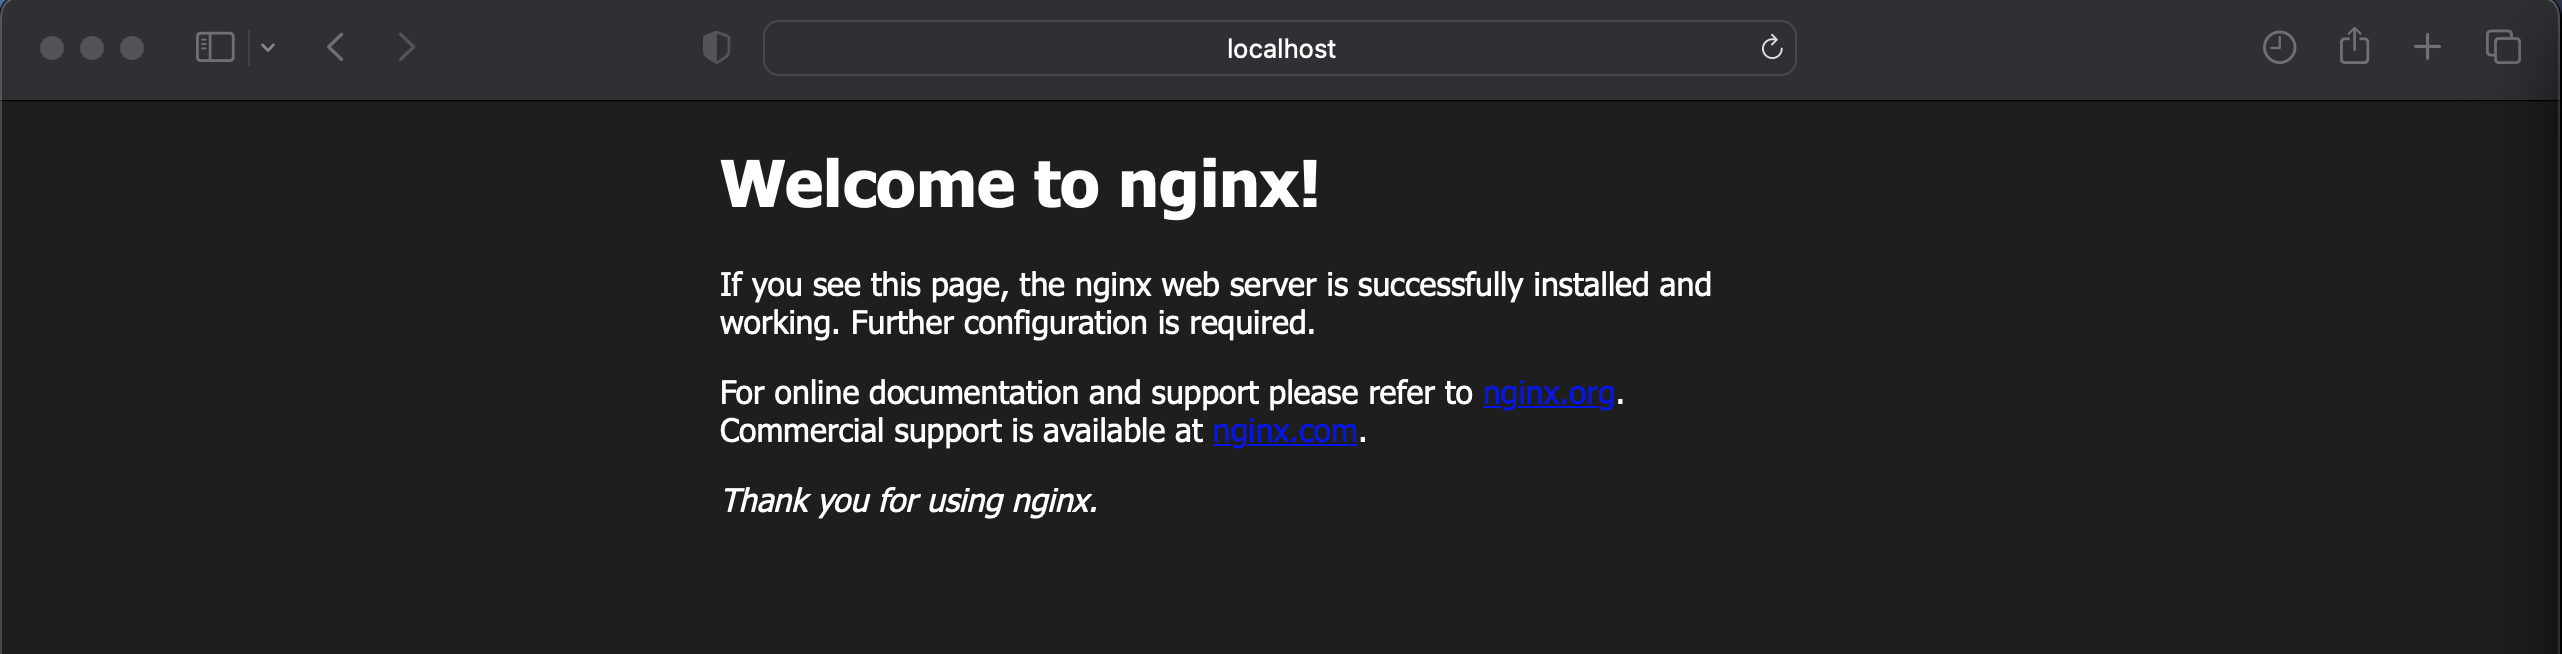 localhost
Welcome to nginx!
If you see this page, the nginx web server is successfully installed and
working. Further configuration is required.
For online documentation and support please refer to nginx.org.
Commercial support is available at nginx.com.
Thank you for using nginx.